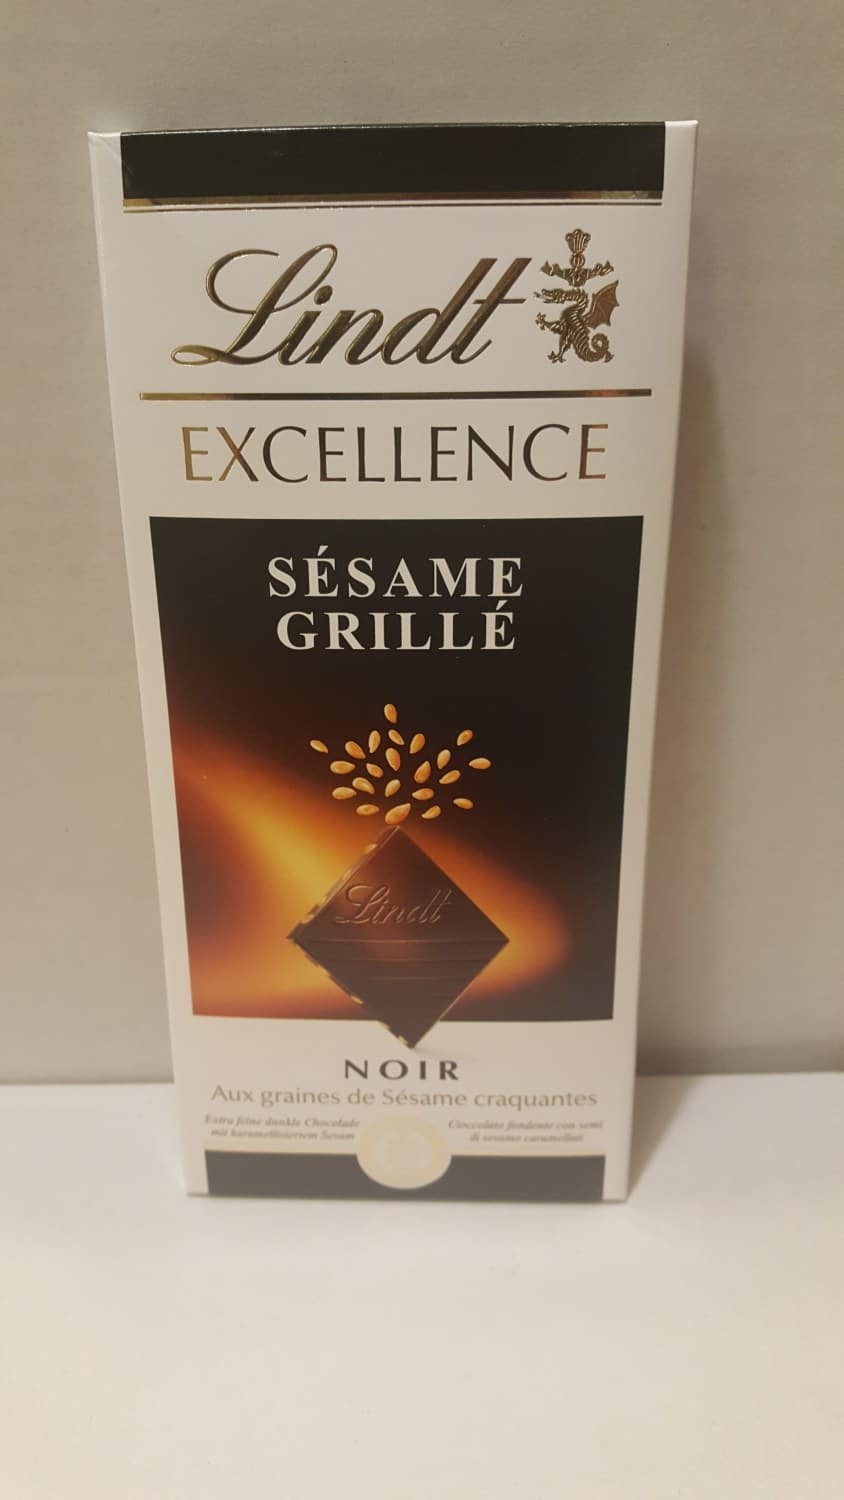 Lindt
EXCELLENCE
SÉSAME
GRILLÉ
Lindt
NOIR
Aux graines de Sésame craquantes
Extra feine dunkle Chocolade
mit karamellisiertem Sesam
Cioccolato fondente con semi
di sesamo caramellati